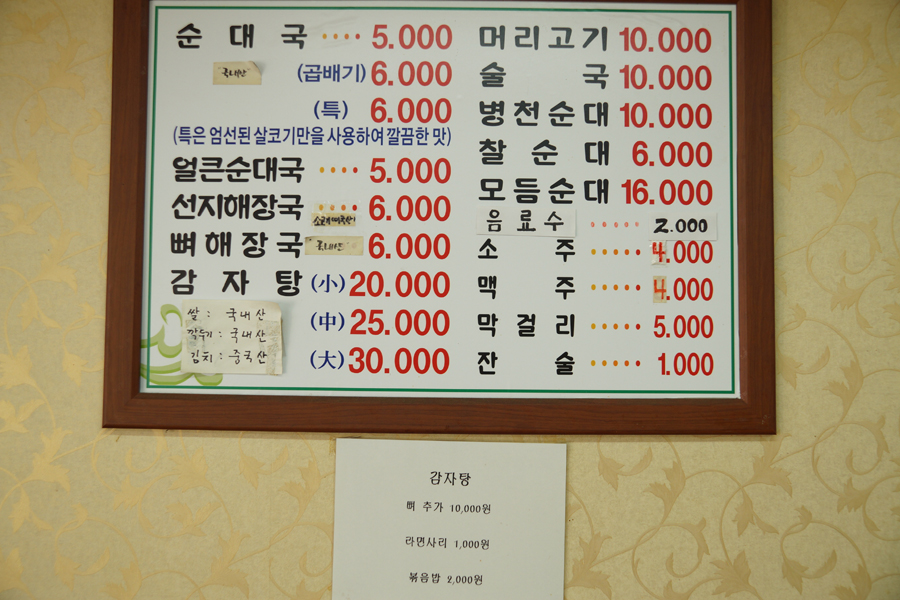 순 대 국 ···· 5.000
국내산 (곱배기) 6.000
(특) 6.000
(특은 엄선된 살코기만을 사용하여 깔끔한 맛)
얼큰순대국 ···· 5.000
선지해장국 ···· 6.000
뼈 해 장 국 국내산 6.000
감 자 탕 (小) 20.000
쌀 : 국내산
(中) 25.000
깍두기 : 국내산
김치 : 중국산
(大) 30.000
머리고기 10.000
술 국 10.000
병천순대 10.000
찰 순 대 6.000
모듬순대 16.000
음 료 수 ····· 2.000
소 주 ····· 4.000
맥 주 ····· 4.000
막 걸 리 ····· 5.000
잔 술 ····· 1.000
감자탕
뼈 추가 10,000원
라면사리 1,000원
볶음밥 2,000원